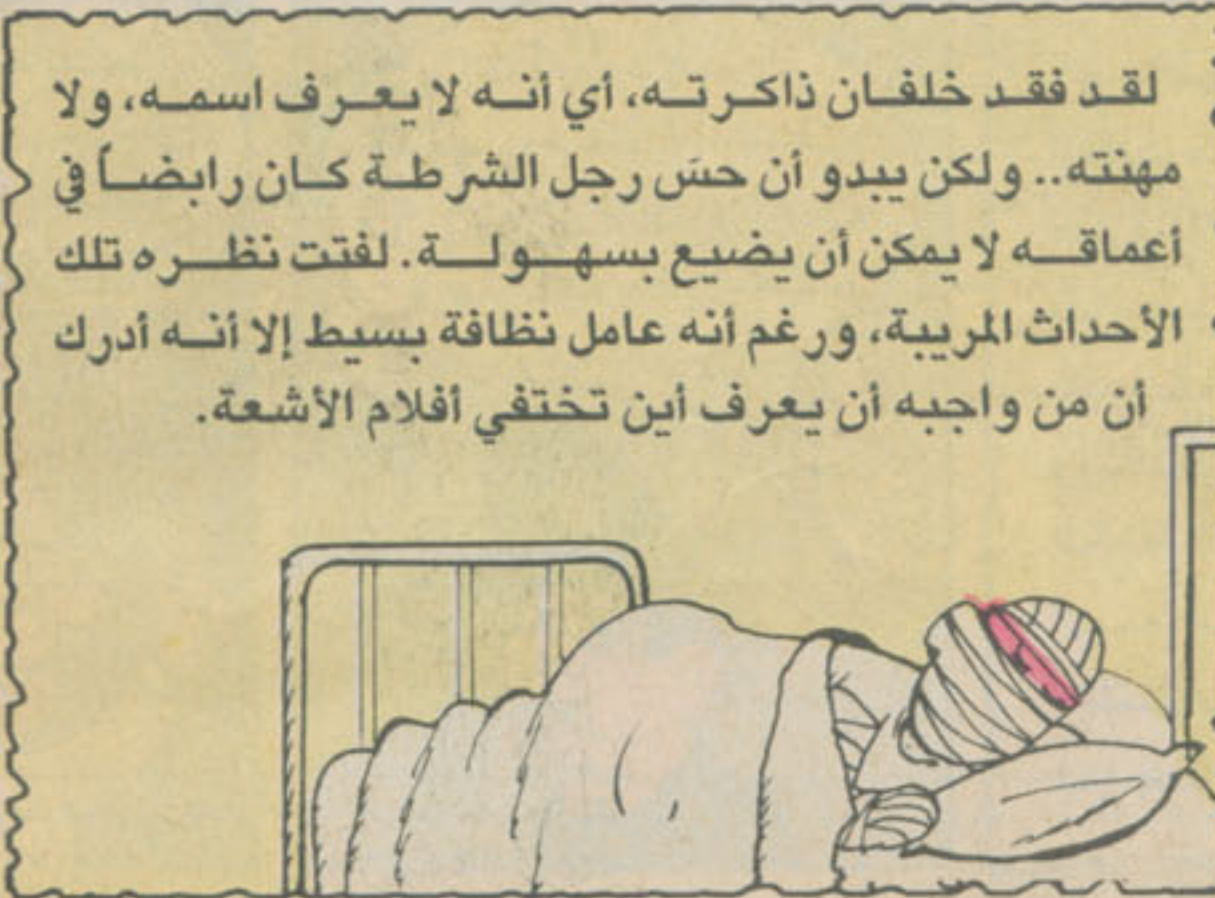 لقد فقد خلفان ذاكرته، أي أنه لا يعرف اسمه، ولا
مهنته.. ولكن يبدو أن حسَ رجل الشرطة كان رابضاً في
أعماقه لا يمكن أن يضيع بسهولة. لفتت نظره تلك
الأحداث المريبة، ورغم أنه عامل نظافة بسيط إلا أنه أدرك
أن من واجبه أن يعرف أين تختفي أفلام الأشعة.